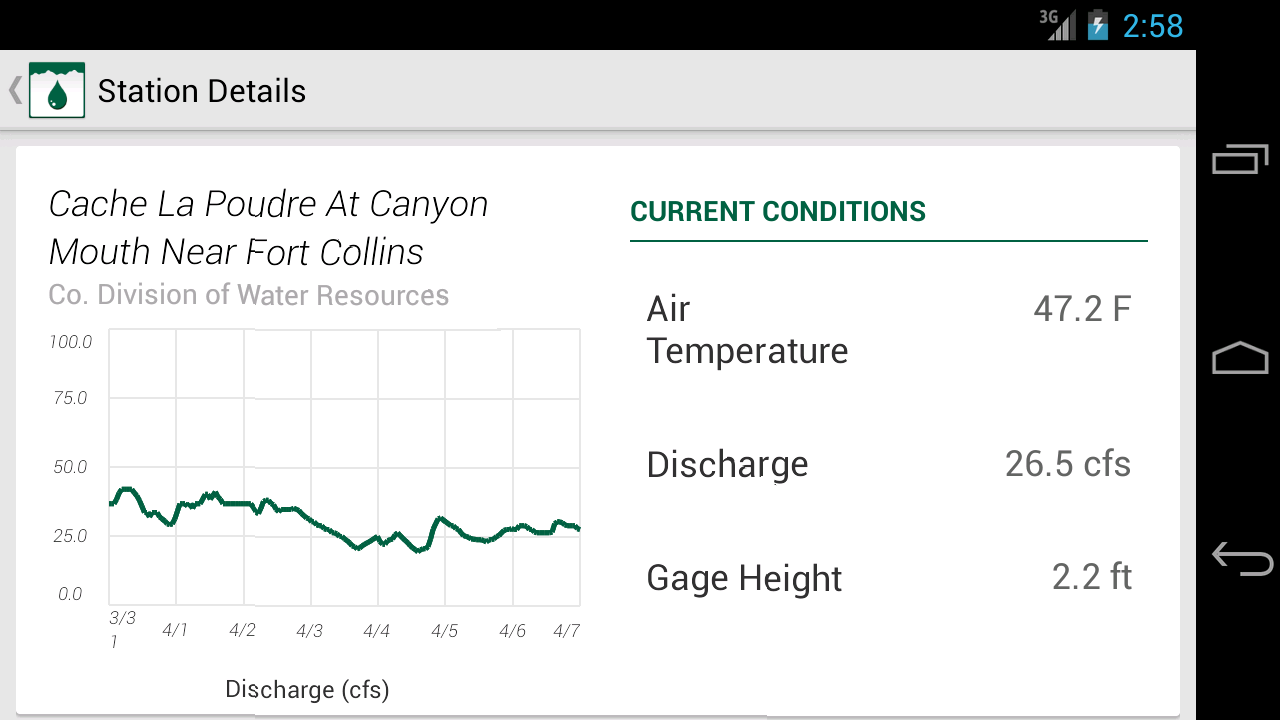 3G 2:58
Station Details
Cache La Poudre At Canyon
Mouth Near Fort Collins
Co. Division of Water Resources
100.0
75.0
50.0
25.0
0.0
3/3
1
4/1 4/2 4/3 4/4 4/5 4/6 4/7
Discharge (cfs)
CURRENT CONDITIONS
Air 47.2 F
Temperature
Discharge 26.5 cfs
Gage Height 2.2 ft